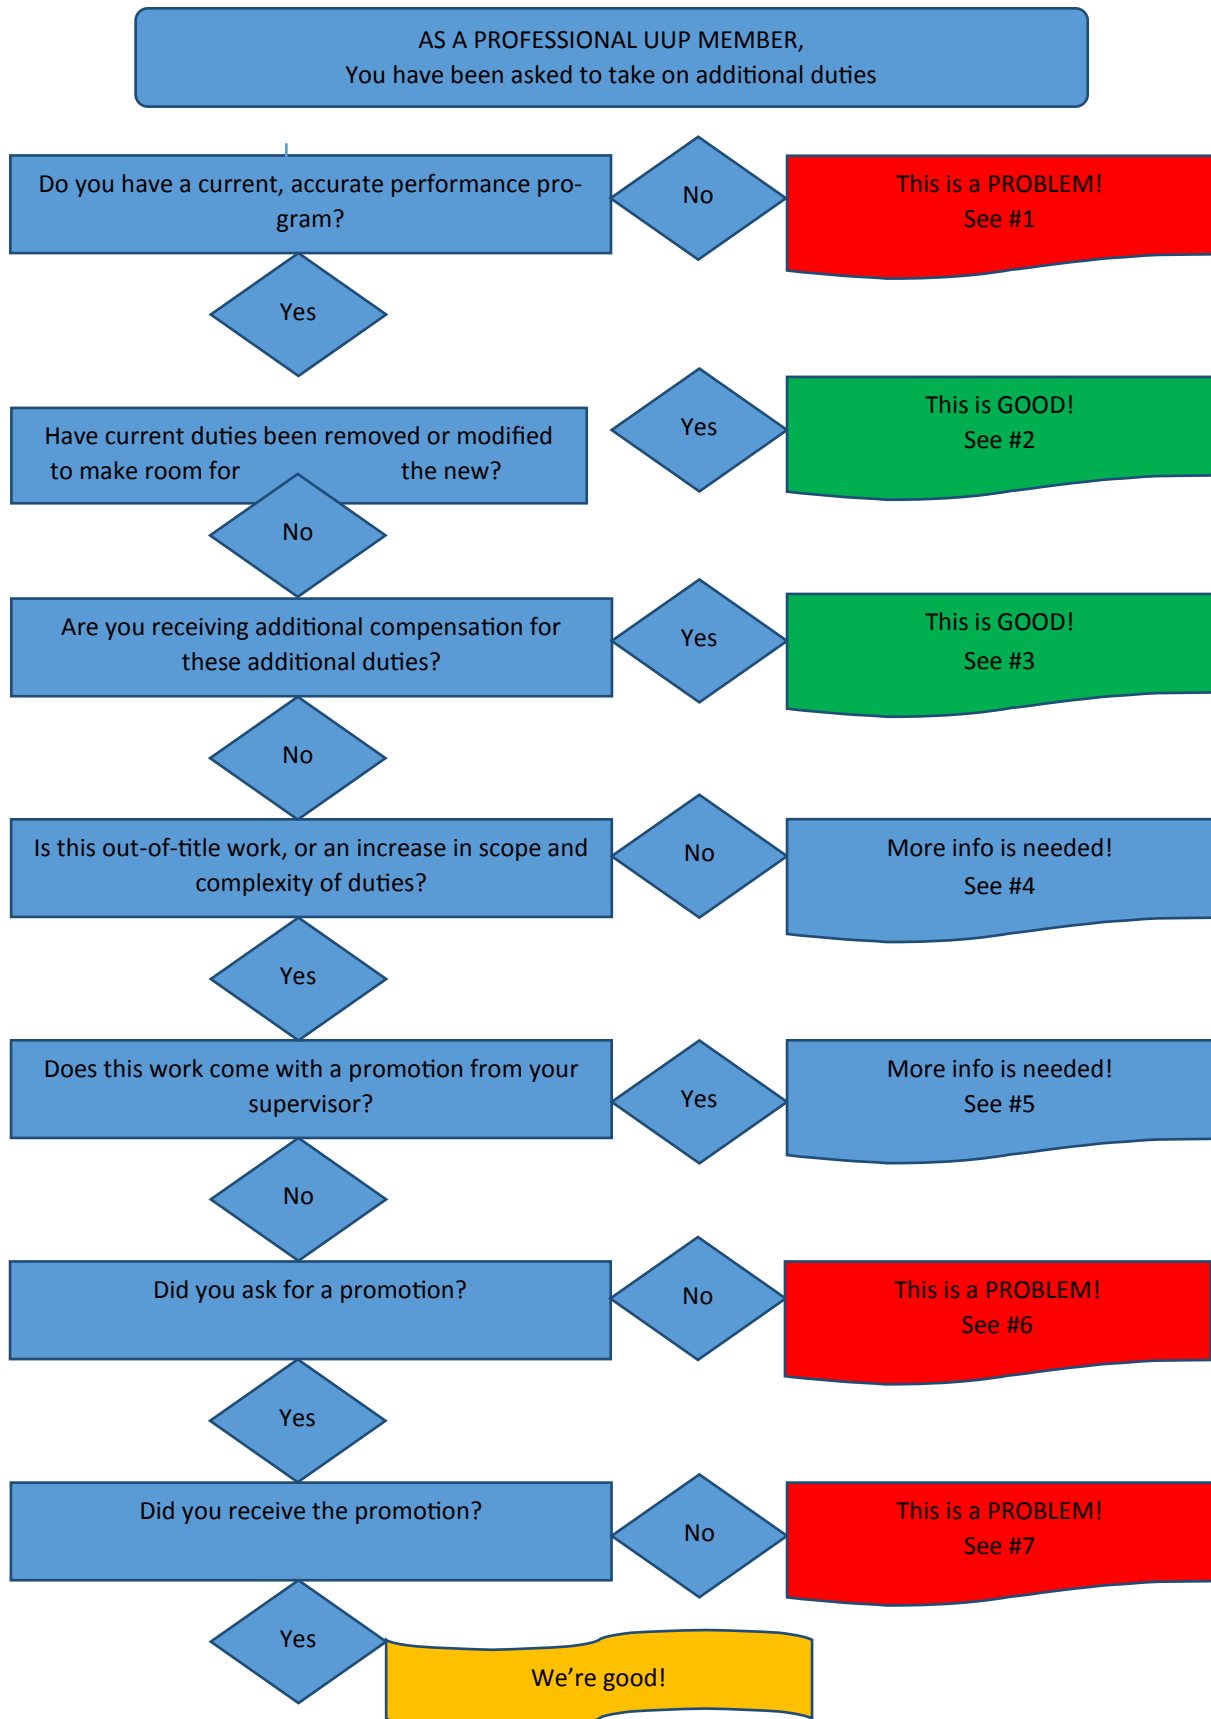 AS A PROFESSIONAL UUP MEMBER,
You have been asked to take on additional duties
Do you have a current, accurate performance pro-
gram?
No
This is a PROBLEM!
See #1
Yes
Have current duties been removed or modified
to make room for the new?
Yes
This is GOOD!
See #2
No
Are you receiving additional compensation for
these additional duties?
Yes
This is GOOD!
See #3
No
Is this out-of-title work, or an increase in scope and
complexity of duties?
No
More info is needed!
See #4
Yes
Does this work come with a promotion from your
supervisor?
Yes
More info is needed!
See #5
No
Did you ask for a promotion?
No
This is a PROBLEM!
See #6
Yes
Did you receive the promotion?
No
This is a PROBLEM!
See #7
Yes
We’re good!